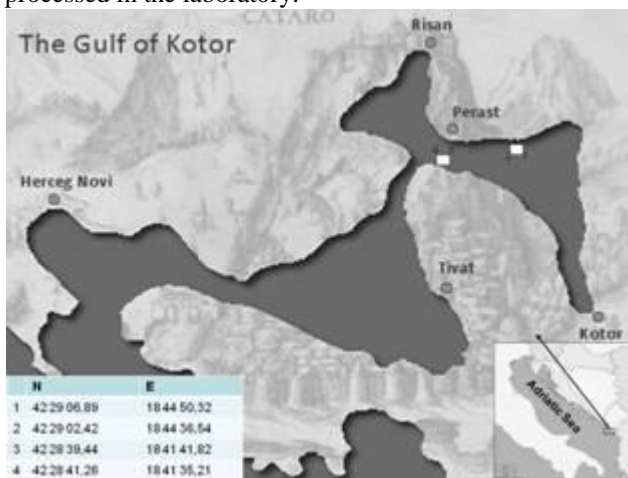 processed in the laboratory.
CATARO
The Gulf of Kotor
Risan
Perast
Herceg Novi
Tivat
Kotor
Adriatic Sea
N E
1 42 29 06,89 18 44 50,32
2 42 29 02,42 18 44 36,54
3 42 28 39,44 18 41 41,82
4 42 28 41,26 18 41 35,21